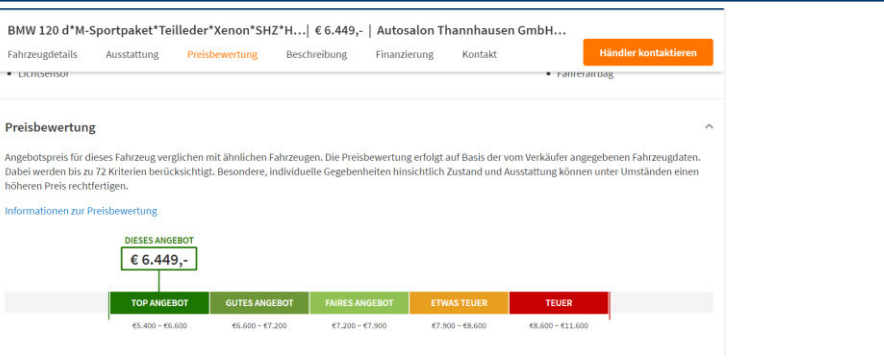 BMW 120 d*M-Sportpaket*Teilleder*Xenon*SHZ*H...| € 6.449,- | Autosalon Thannhausen GmbH...
Fahrzeugdetails Ausstattung Preisbewertung Beschreibung Finanzierung Kontakt Händler kontaktieren
• Lichtsensor • Fahrerairbag
Preisbewertung
Angebotspreis für dieses Fahrzeug verglichen mit ähnlichen Fahrzeugen. Die Preisbewertung erfolgt auf Basis der vom Verkäufer angegebenen Fahrzeugdaten.
Dabei werden bis zu 72 Kriterien berücksichtigt. Besondere, individuelle Gegebenheiten hinsichtlich Zustand und Ausstattung können unter Umständen einen
höheren Preis rechtfertigen.
Informationen zur Preisbewertung
DIESES ANGEBOT
€ 6.449,-
TOP ANGEBOT GUTES ANGEBOT FAIRES ANGEBOT ETWAS TEUER TEUER
€5.400 – €6.600 €6.600 – €7.200 €7.200 – €7.900 €7.900 – €8.600 €8.600 – €11.600